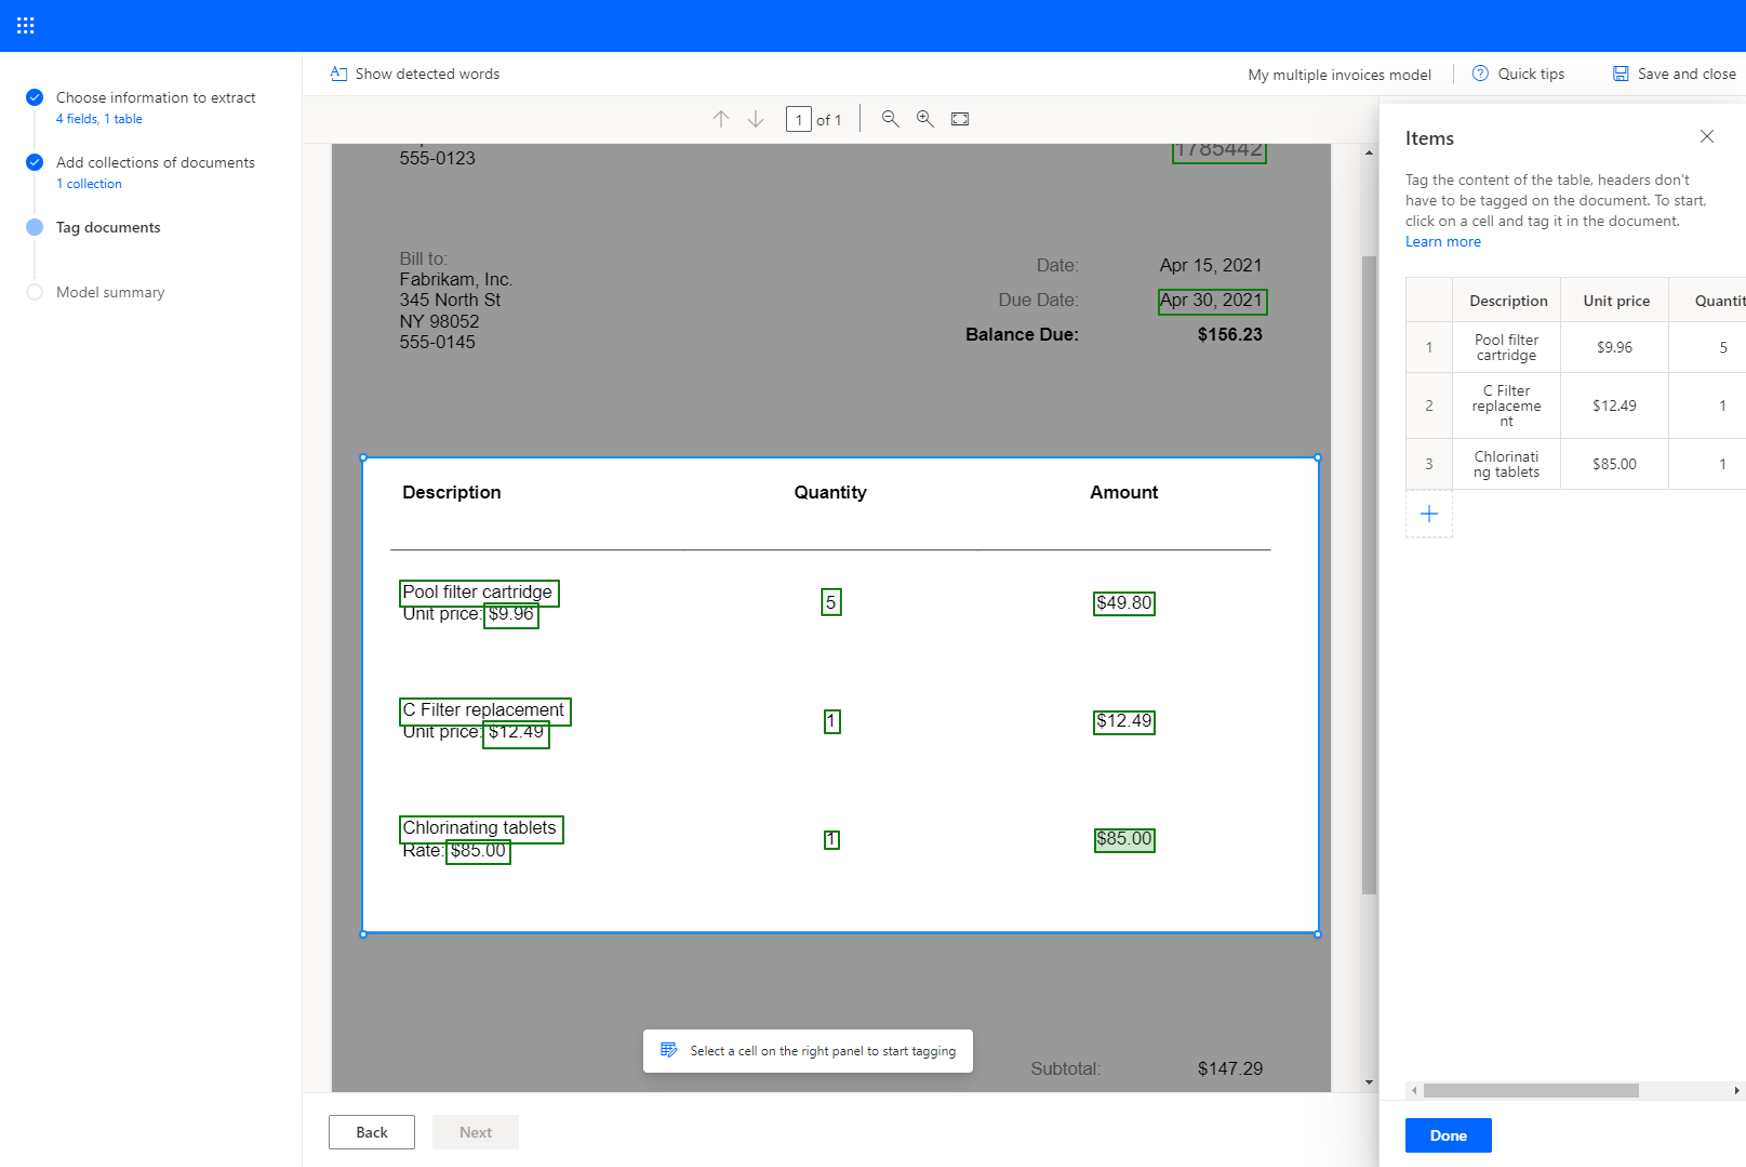 Show detected words
My multiple invoices model
Quick tips
Save and close
Choose information to extract
4 fields, 1 table
Add collections of documents
1 collection
Tag documents
Model summary
1 of 1
555-0123
1785442
Bill to:
Fabrikam, Inc.
345 North St
NY 98052
555-0145
Date: Apr 15, 2021
Due Date: Apr 30, 2021
Balance Due: $156.23
Description Quantity Amount
Pool filter cartridge
Unit price: $9.96
5
$49.80
C Filter replacement
Unit price: $12.49
1
$12.49
Chlorinating tablets
Rate: $85.00
1
$85.00
Select a cell on the right panel to start tagging
Subtotal: $147.29
Back
Next
Items
Tag the content of the table, headers don't
have to be tagged on the document. To start,
click on a cell and tag it in the document.
Learn more
Description Unit price Quantit
1
Pool filter
cartridge
$9.96
5
2
C Filter
replaceme
nt
$12.49
1
3
Chlorinati
ng tablets
$85.00
1
Done